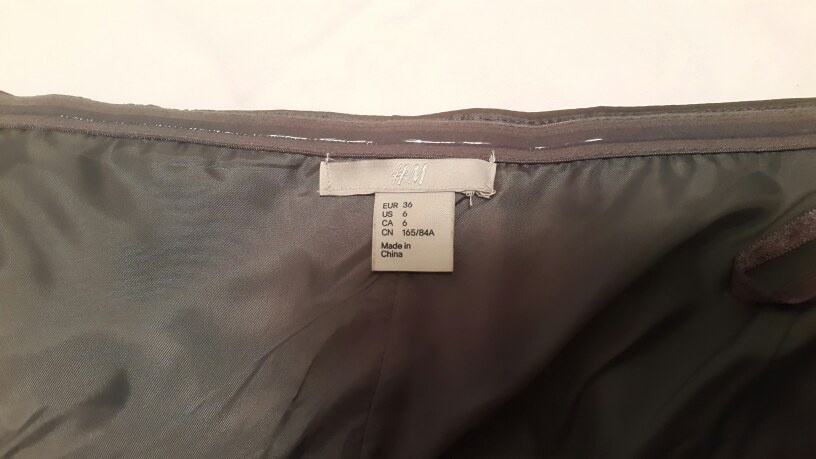 H&M
EUR 36
US 6
CA 6
CN 165/84A
Made in
China